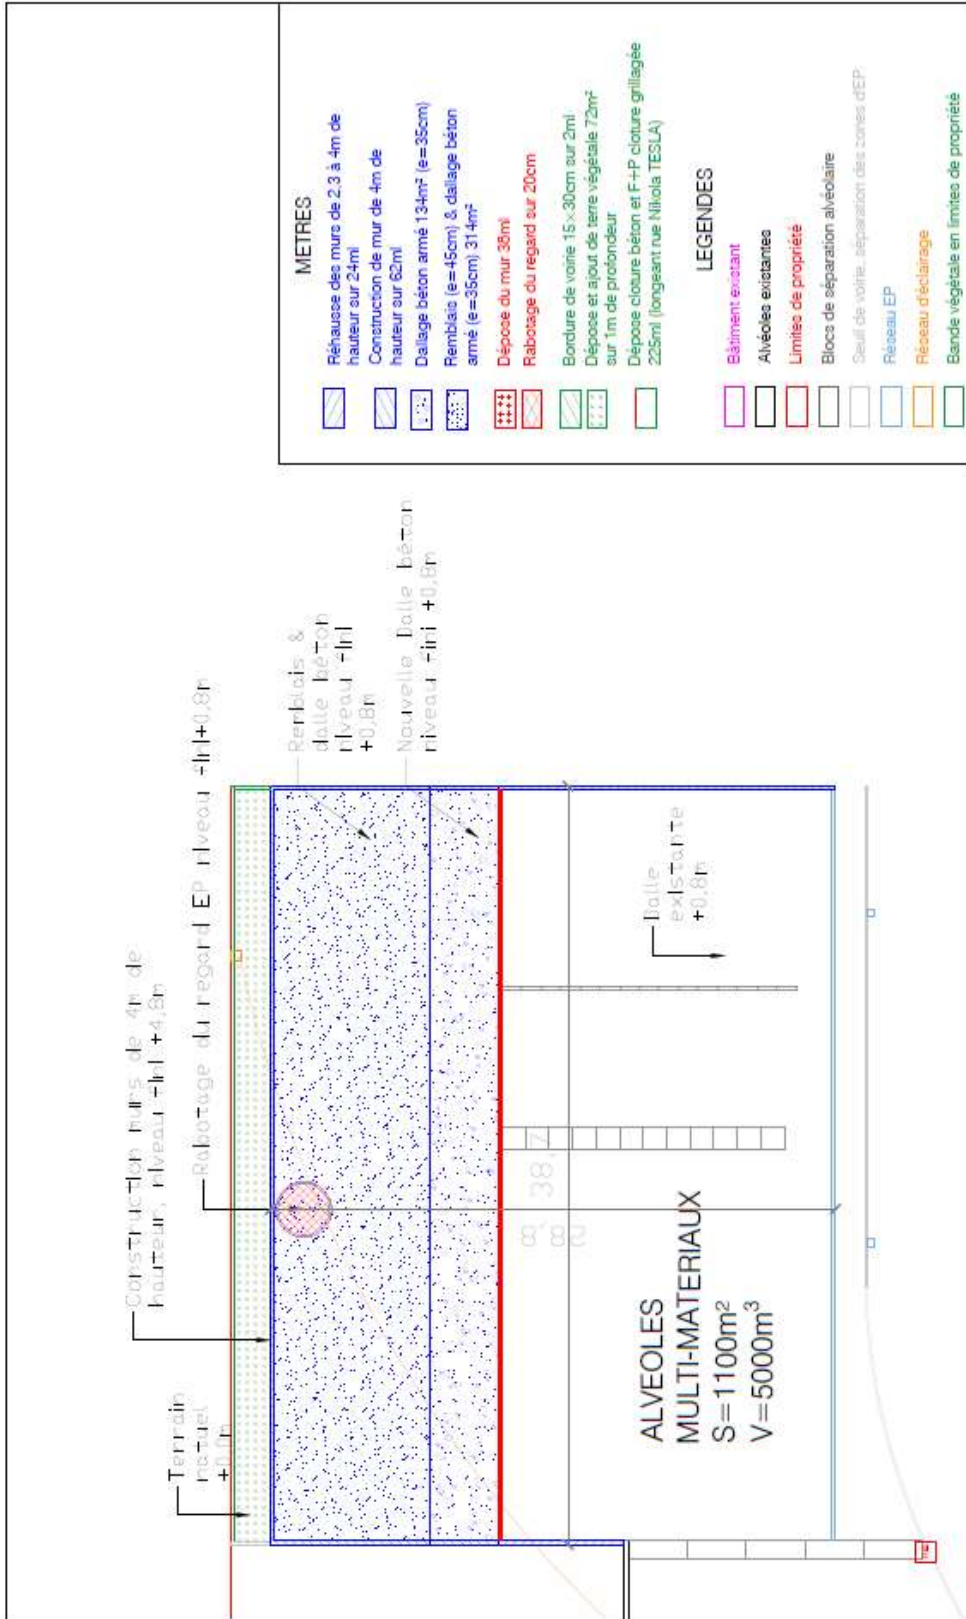 METRES
Réhausse des murs de 2.3 à 4m de
hauteur sur 24ml
Construction de mur de 4m de
hauteur sur 62ml
Dallage béton armé 134m² (e=35cm)
Remblais (e=45cm) & dallage béton
armé (e=35cm) 314m²
Dépose du mur 38ml
Rabotage du regard sur 20cm
Bordure de voirie 15×30cm sur 2ml
Dépose et ajout de terre végétale 72m²
sur 1m de profondeur
Dépose cloture béton et F+P cloture grillagée
225ml (longeant rue Nikola TESLA)
LEGENDES
Bâtiment existant
Alvéoles existantes
Limites de propriété
Blocs de séparation alvéolaire
Seuil de voirie, séparation des zones d'EP
Réseau EP
Réseau d'éclairage
Bande végétale en limites de propriété
Terrain
natuel
+0,0m
Construction murs de 4m de
hauteur, niveau fini +4,8m
Rabotage du regard EP niveau fini+0,8m
Remblais &
dalle béton
niveau fini
+0,8m
Nouvelle Dalle béton
niveau fini +0,8m
Dalle
existante
+0,8m
38,7
ALVEOLES
MULTI-MATERIAUX
S=1100m²
V=5000m³